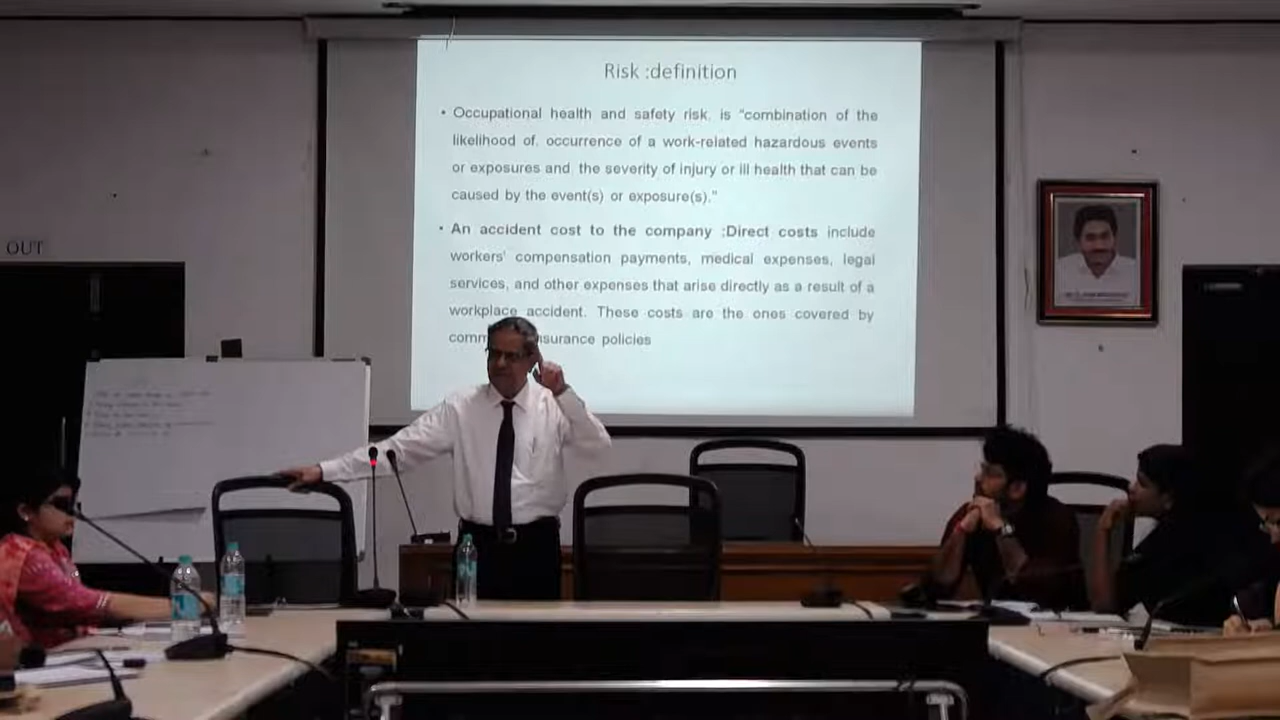 Risk :definition
• Occupational health and safety risk. is “combination of the
likelihood of. occurrence of a work-related hazardous events
or exposures and the severity of injury or ill health that can be
caused by the event(s) or exposure(s).”
• An accident cost to the company :Direct costs include
workers' compensation payments, medical expenses, legal
services, and other expenses that arise directly as a result of a
workplace accident. These costs are the ones covered by
policies
OUT